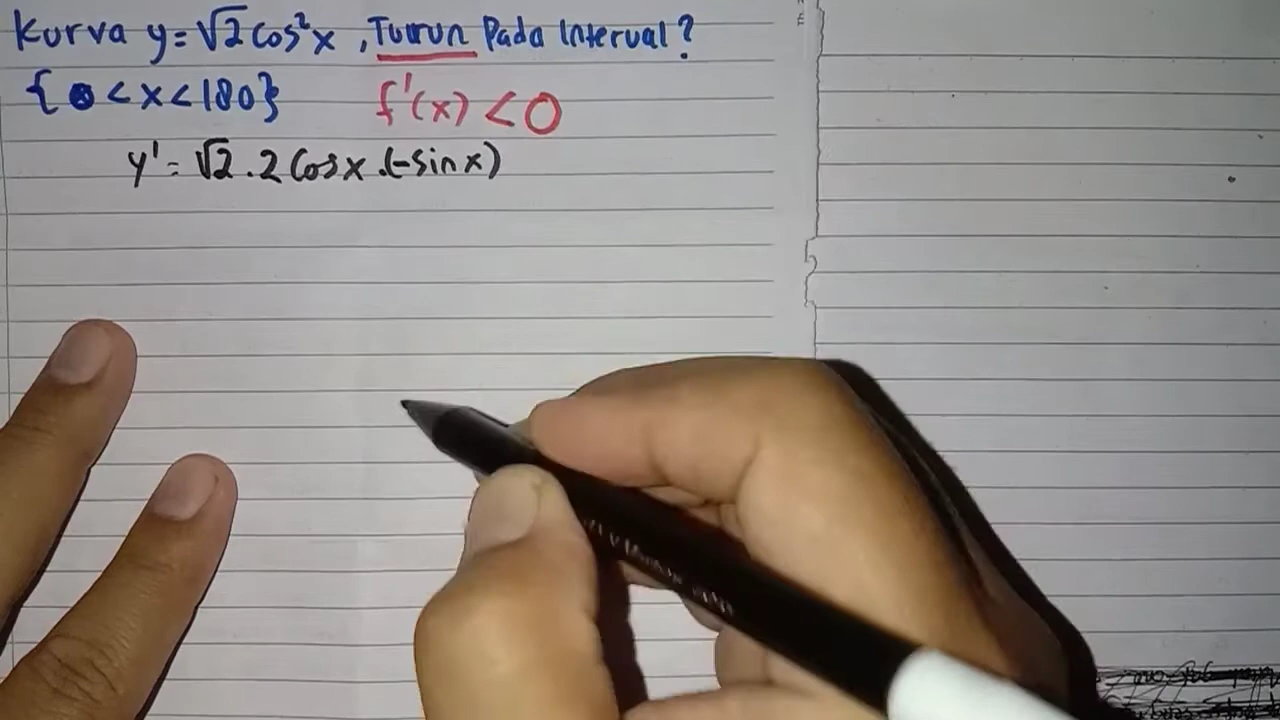 Kurva y=√2 cos²x , Turun Pada Interval?
{0<x<180} f'(x) < 0
y' = √2 . 2 cos x .(-sin x)